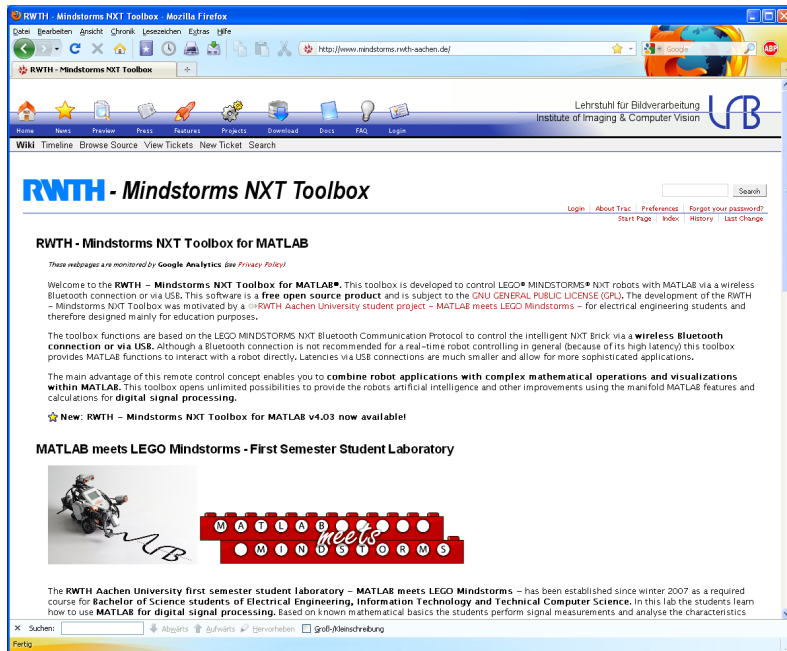 RWTH - Mindstorms NXT Toolbox - Mozilla Firefox
Datei Bearbeiten Ansicht Chronik Lesezeichen Extras Hilfe
http://www.mindstorms.rwth-aachen.de/
Google
ABP
RWTH - Mindstorms NXT Toolbox
Lehrstuhl für Bildverarbeitung
Institute of Imaging & Computer Vision
Home News Preview Press Features Projects Download Docs FAQ Login
Wiki Timeline Browse Source View Tickets New Ticket Search
RWTH - Mindstorms NXT Toolbox
Search
Login About Trac Preferences Forgot your password?
Start Page Index History Last Change
RWTH - Mindstorms NXT Toolbox for MATLAB
These webpages are monitored by Google Analytics (see Privacy Policy)
Welcome to the RWTH – Mindstorms NXT Toolbox for MATLAB®. This toolbox is developed to control LEGO® MINDSTORMS® NXT robots with MATLAB via a wireless
Bluetooth connection or via USB. This software is a free open source product and is subject to the GNU GENERAL PUBLIC LICENSE (GPL). The development of the RWTH
– Mindstorms NXT Toolbox was motivated by a RWTH Aachen University student project – MATLAB meets LEGO Mindstorms – for electrical engineering students and
therefore designed mainly for education purposes.
The toolbox functions are based on the LEGO MINDSTORMS NXT Bluetooth Communication Protocol to control the intelligent NXT Brick via a wireless Bluetooth
connection or via USB. Although a Bluetooth connection is not recommended for a real-time robot controlling in general (because of its high latency) this toolbox
provides MATLAB functions to interact with a robot directly. Latencies via USB connections are much smaller and allow for more sophisticated applications.
The main advantage of this remote control concept enables you to combine robot applications with complex mathematical operations and visualizations
within MATLAB. This toolbox opens unlimited possibilities to provide the robots artificial intelligence and other improvements using the manifold MATLAB features and
calculations for digital signal processing.
New: RWTH – Mindstorms NXT Toolbox for MATLAB v4.03 now available!
MATLAB meets LEGO Mindstorms - First Semester Student Laboratory
MATLAB
meets
MINDSTORMS
The RWTH Aachen University first semester student laboratory – MATLAB meets LEGO Mindstorms – has been established since winter 2007 as a required
course for Bachelor of Science students of Electrical Engineering, Information Technology and Technical Computer Science. In this lab the students learn
how to use MATLAB for digital signal processing. Based on known mathematical basics the students perform signal measurements and analyse the characteristics
Suchen: Abwärts Aufwärts Hervorheben Groß-/Kleinschreibung
Fertig